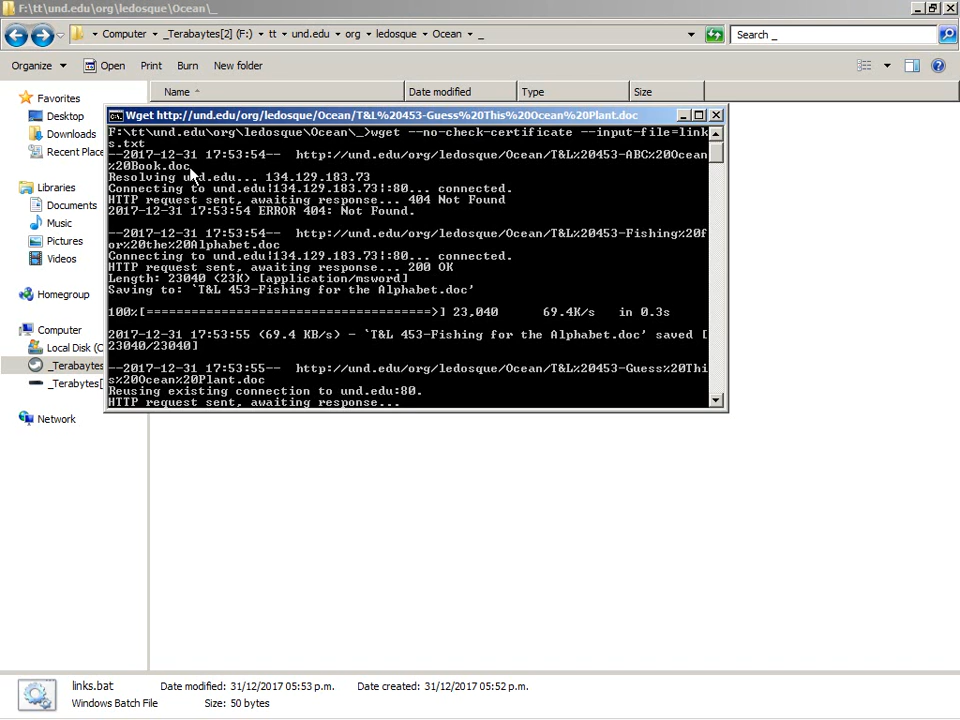 F:\tt\und.edu\org\ledosque\Ocean\_
Computer ▸ _Terabaytes[2] (F:) ▸ tt ▸ und.edu ▸ org ▸ ledosque ▸ Ocean ▸ _
Search _
Organize Open Print Burn New folder
Name Date modified Type Size
Favorites
Desktop
Downloads
Recent Place
Libraries
Documents
Music
Pictures
Videos
Homegroup
Computer
Local Disk (C
_Terabaytes
_Terabytes[
Network
Wget http://und.edu/org/ledosque/Ocean/T&L%20453-Guess%20This%20Ocean%20Plant.doc
F:\tt\und.edu\org\ledosque\Ocean\_>wget --no-check-certificate --input-file=link
s.txt
--2017-12-31 17:53:54--  http://und.edu/org/ledosque/Ocean/T&L%20453-ABC%20Ocean
%20Book.doc
Resolving und.edu... 134.129.183.73
Connecting to und.edu|134.129.183.73|:80... connected.
HTTP request sent, awaiting response... 404 Not Found
2017-12-31 17:53:54 ERROR 404: Not Found.
--2017-12-31 17:53:54--  http://und.edu/org/ledosque/Ocean/T&L%20453-Fishing%20f
or%20the%20Alphabet.doc
Connecting to und.edu|134.129.183.73|:80... connected.
HTTP request sent, awaiting response... 200 OK
Length: 23040 (23K) [application/msword]
Saving to: `T&L 453-Fishing for the Alphabet.doc'
100%[======================================>] 23,040      69.4K/s   in 0.3s
2017-12-31 17:53:55 (69.4 KB/s) - `T&L 453-Fishing for the Alphabet.doc' saved [
23040/23040]
--2017-12-31 17:53:55--  http://und.edu/org/ledosque/Ocean/T&L%20453-Guess%20Thi
s%20Ocean%20Plant.doc
Reusing existing connection to und.edu:80.
HTTP request sent, awaiting response...
links.bat Date modified: 31/12/2017 05:53 p.m. Date created: 31/12/2017 05:52 p.m.
Windows Batch File Size: 50 bytes